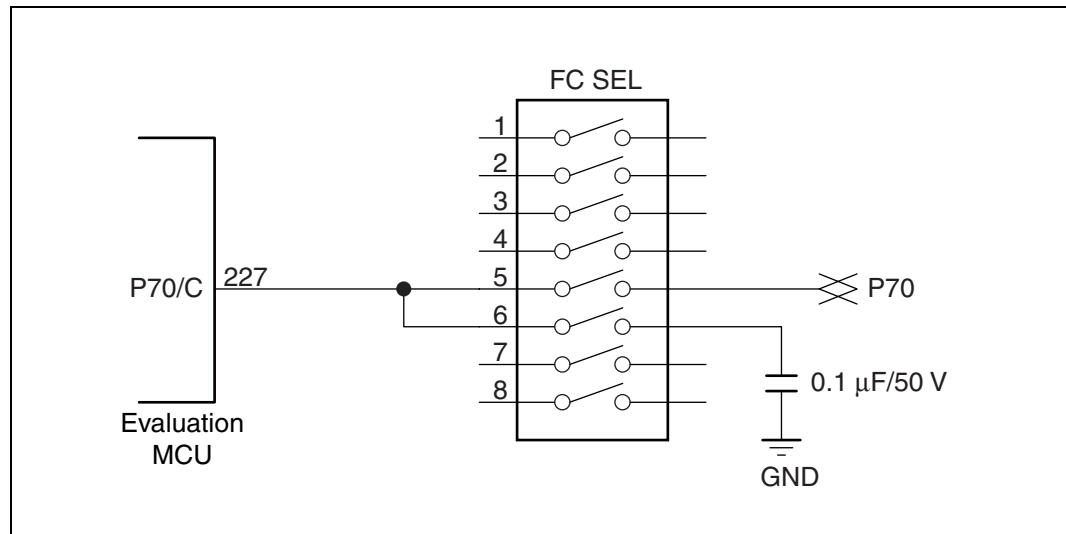 FC SEL
1
2
3
4
P70/C 227 5 P70
6
7
0.1 μF/50 V
8
Evaluation
MCU
GND